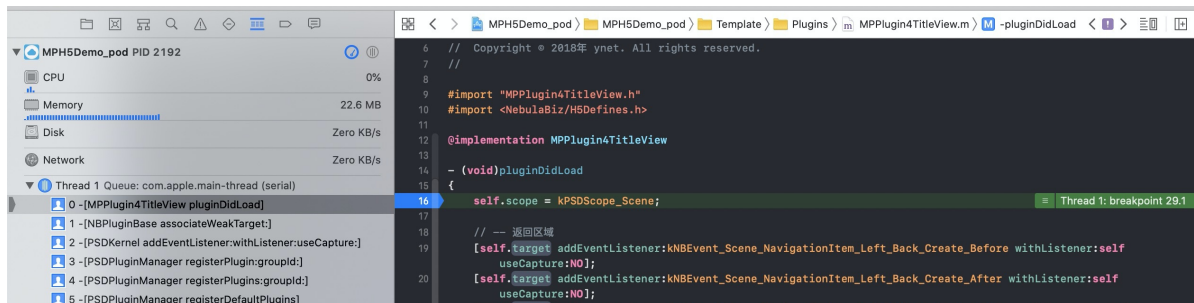 MPH5Demo_pod PID 2192
CPU 0%
Memory 22.6 MB
Disk Zero KB/s
Network Zero KB/s
Thread 1 Queue: com.apple.main-thread (serial)
0 -[MPPlugin4TitleView pluginDidLoad]
1 -[NBPluginBase associateWeakTarget:]
2 -[PSDKernel addEventListener:withListener:useCapture:]
3 -[PSDPluginManager registerPlugin:groupId:]
4 -[PSDPluginManager registerPlugins:groupId:]
5 -[PSDPluginManager registerDefaultPlugins]
MPH5Demo_pod 〉 MPH5Demo_pod 〉 Template 〉 Plugins 〉 m MPPlugin4TitleView.m 〉 M -pluginDidLoad
6 // Copyright © 2018年 ynet. All rights reserved.
7 //
8
9 #import "MPPlugin4TitleView.h"
10 #import <NebulaBiz/H5Defines.h>
11
12 @implementation MPPlugin4TitleView
13
14 - (void)pluginDidLoad
15 {
16 self.scope = kPSDScope_Scene; Thread 1: breakpoint 29.1
17
18 // -- 返回区域
19 [self.target addEventListener:kNBEvent_Scene_NavigationItem_Left_Back_Create_Before withListener:self
useCapture:NO];
20 [self.target addEventListener:kNBEvent_Scene_NavigationItem_Left_Back_Create_After withListener:self
useCapture:NO];